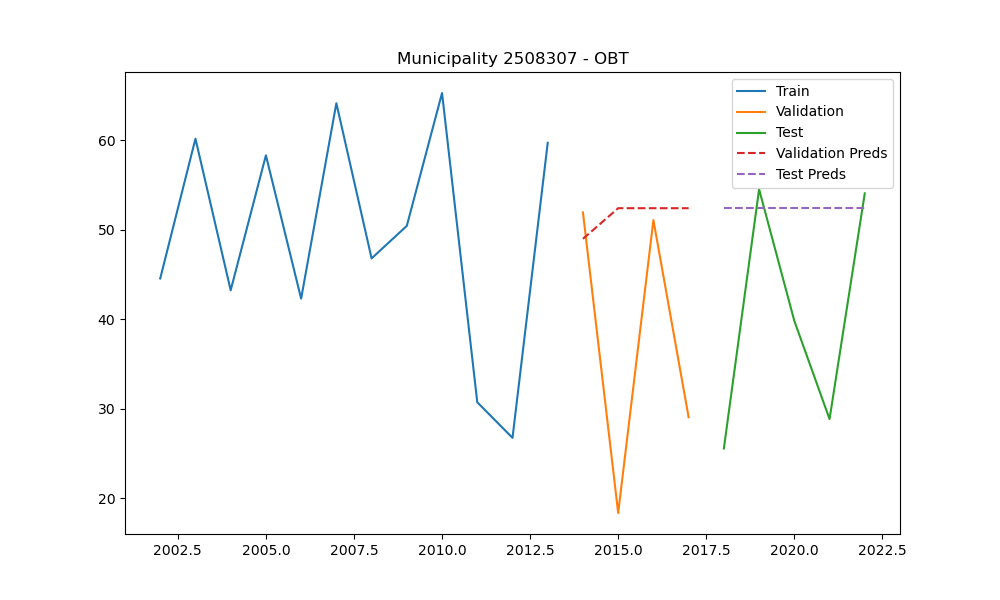 Municipality 2508307 - OBT
Train
Validation
Test
Validation Preds
Test Preds
60
50
40
30
20
2002.5 2005.0 2007.5 2010.0 2012.5 2015.0 2017.5 2020.0 2022.5